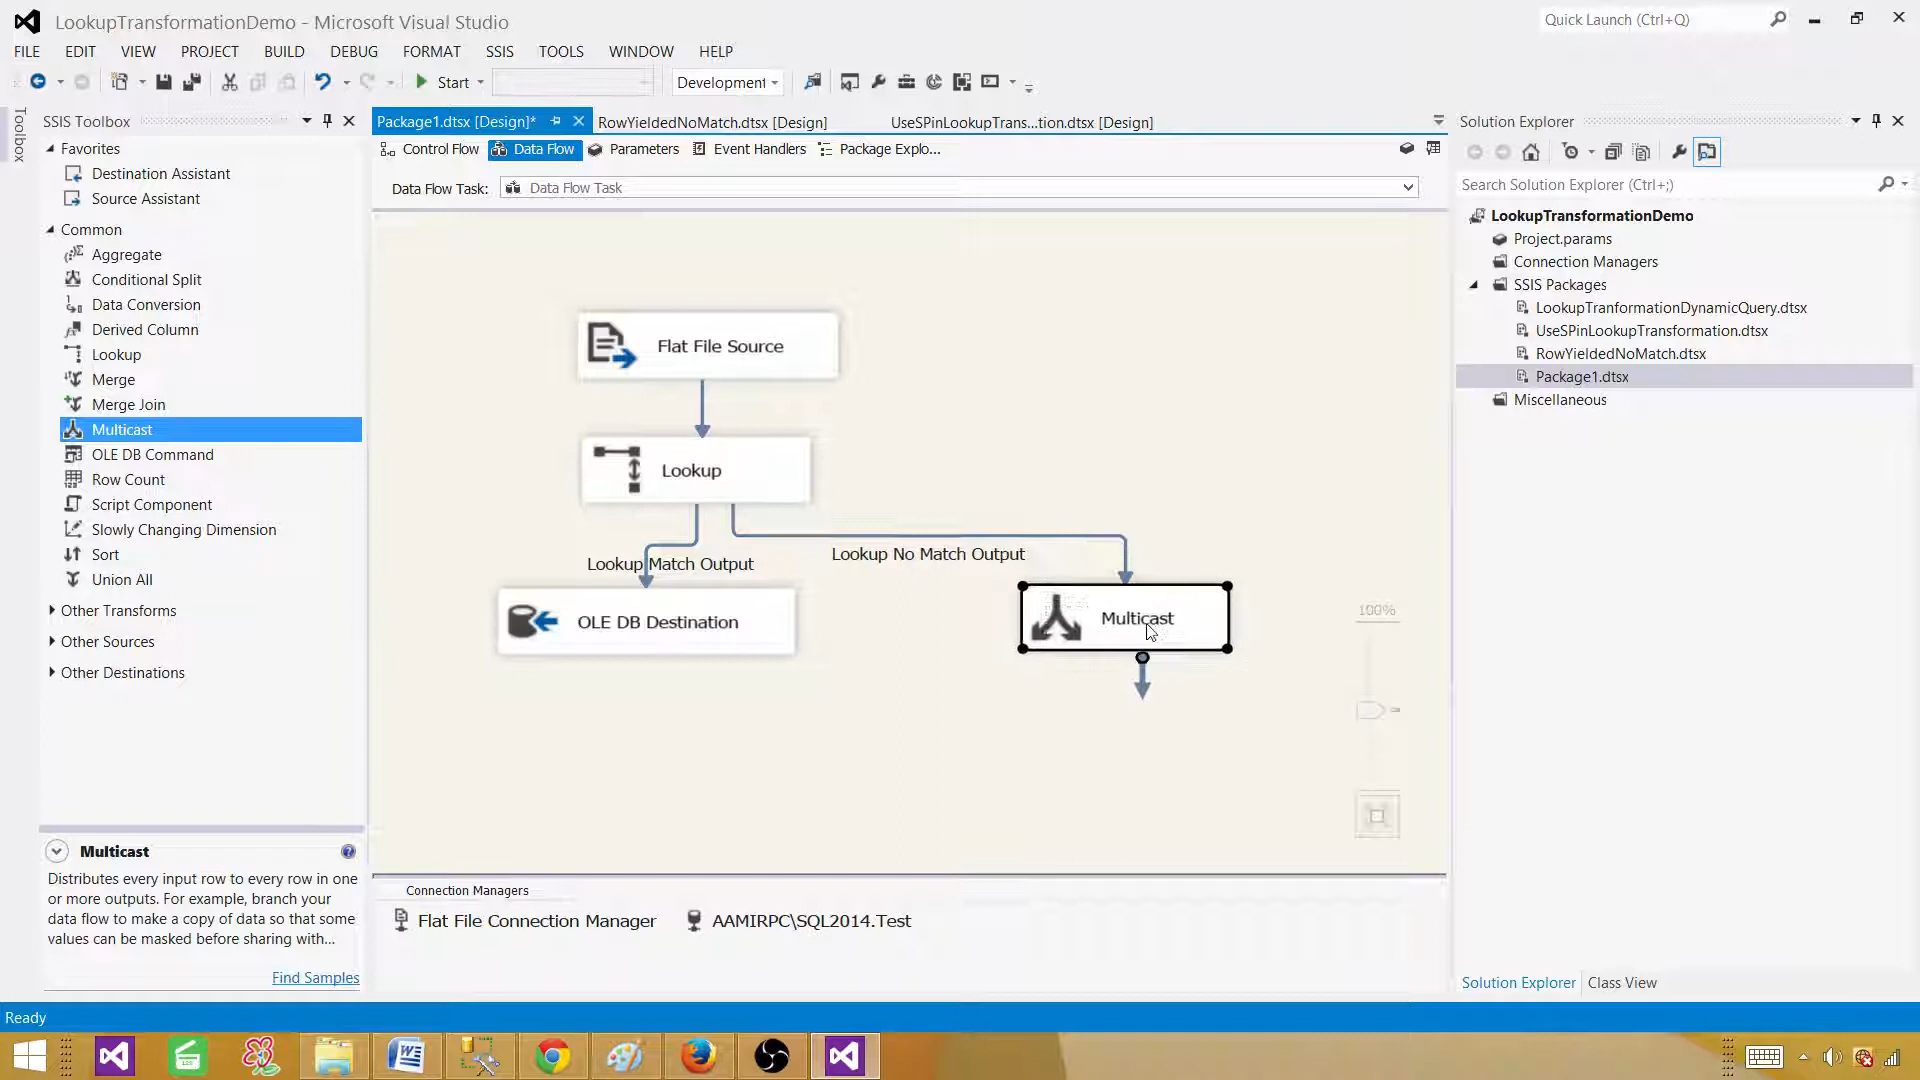 LookupTransformationDemo - Microsoft Visual Studio
Quick Launch (Ctrl+Q)
FILE EDIT VIEW PROJECT BUILD DEBUG FORMAT SSIS TOOLS WINDOW HELP
Start
Development
Toolbox
SSIS Toolbox
Favorites
Destination Assistant
Source Assistant
Common
Aggregate
Conditional Split
Data Conversion
Derived Column
Lookup
Merge
Merge Join
Multicast
OLE DB Command
Row Count
Script Component
Slowly Changing Dimension
Sort
Union All
Other Transforms
Other Sources
Other Destinations
Multicast
Distributes every input row to every row in one
or more outputs. For example, branch your
data flow to make a copy of data so that some
values can be masked before sharing with...
Find Samples
Package1.dtsx [Design]* RowYieldedNoMatch.dtsx [Design] UseSPinLookupTrans...tion.dtsx [Design]
Control Flow Data Flow Parameters Event Handlers Package Explo...
Data Flow Task: Data Flow Task
Flat File Source
Lookup
Lookup Match Output
Lookup No Match Output
OLE DB Destination
Multicast
100%
Connection Managers
Flat File Connection Manager AAMIRPC\SQL2014.Test
Solution Explorer
Search Solution Explorer (Ctrl+;)
LookupTransformationDemo
Project.params
Connection Managers
SSIS Packages
LookupTranformationDynamicQuery.dtsx
UseSPinLookupTransformation.dtsx
RowYieldedNoMatch.dtsx
Package1.dtsx
Miscellaneous
Solution Explorer Class View
Ready